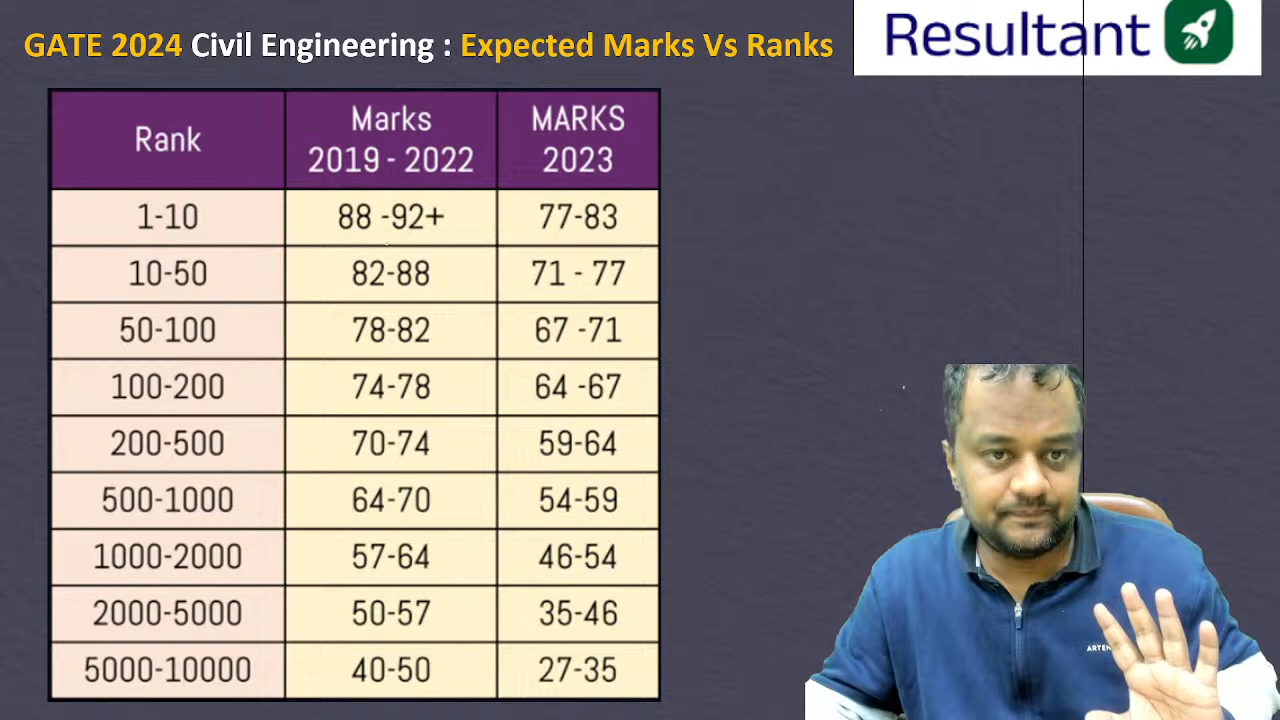 GATE 2024 Civil Engineering : Expected Marks Vs Ranks
Resultant
Rank Marks 2019 - 2022 MARKS 2023
1-10 88 -92+ 77-83
10-50 82-88 71 - 77
50-100 78-82 67 -71
100-200 74-78 64 -67
200-500 70-74 59-64
500-1000 64-70 54-59
1000-2000 57-64 46-54
2000-5000 50-57 35-46
5000-10000 40-50 27-35